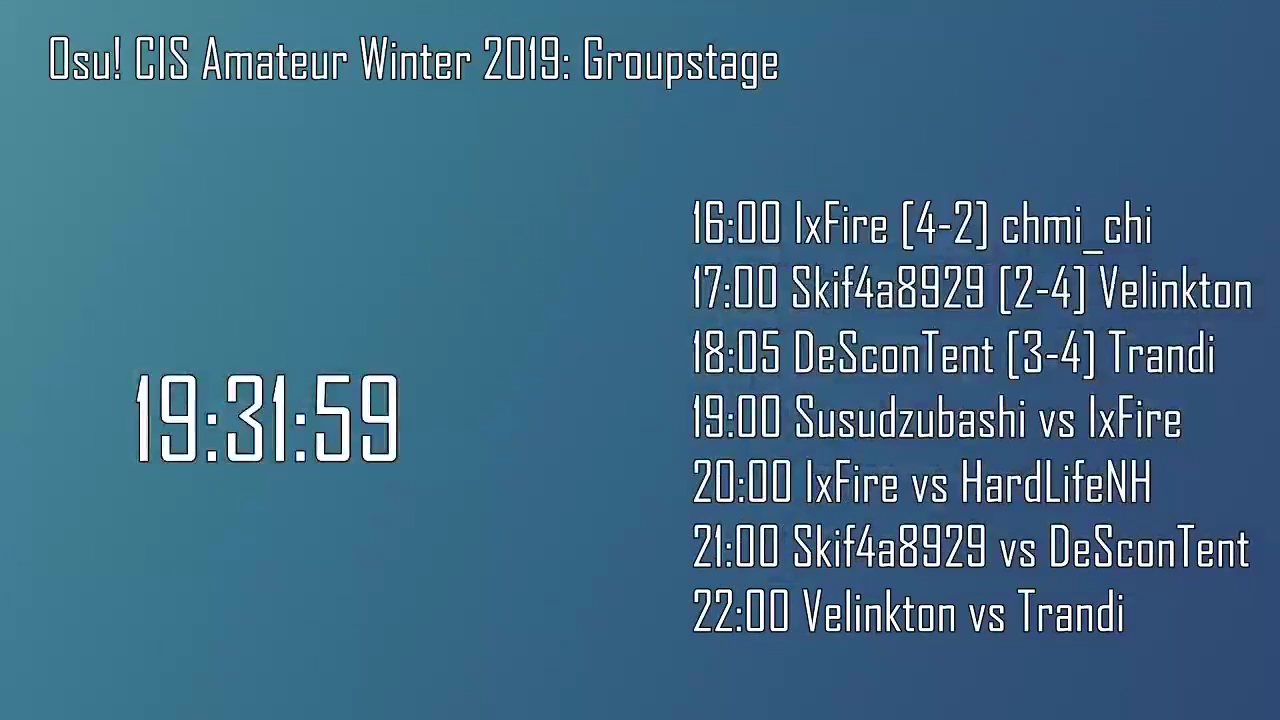 Osu! CIS Amateur Winter 2019: Groupstage
16:00 IxFire [4-2] chmi_chi
17:00 Skif4a8929 [2-4] Velinkton
18:05 DeSconTent [3-4] Trandi
19:00 Susudzubashi vs IxFire
20:00 IxFire vs HardLifeNH
21:00 Skif4a8929 vs DeSconTent
22:00 Velinkton vs Trandi
19:31:59